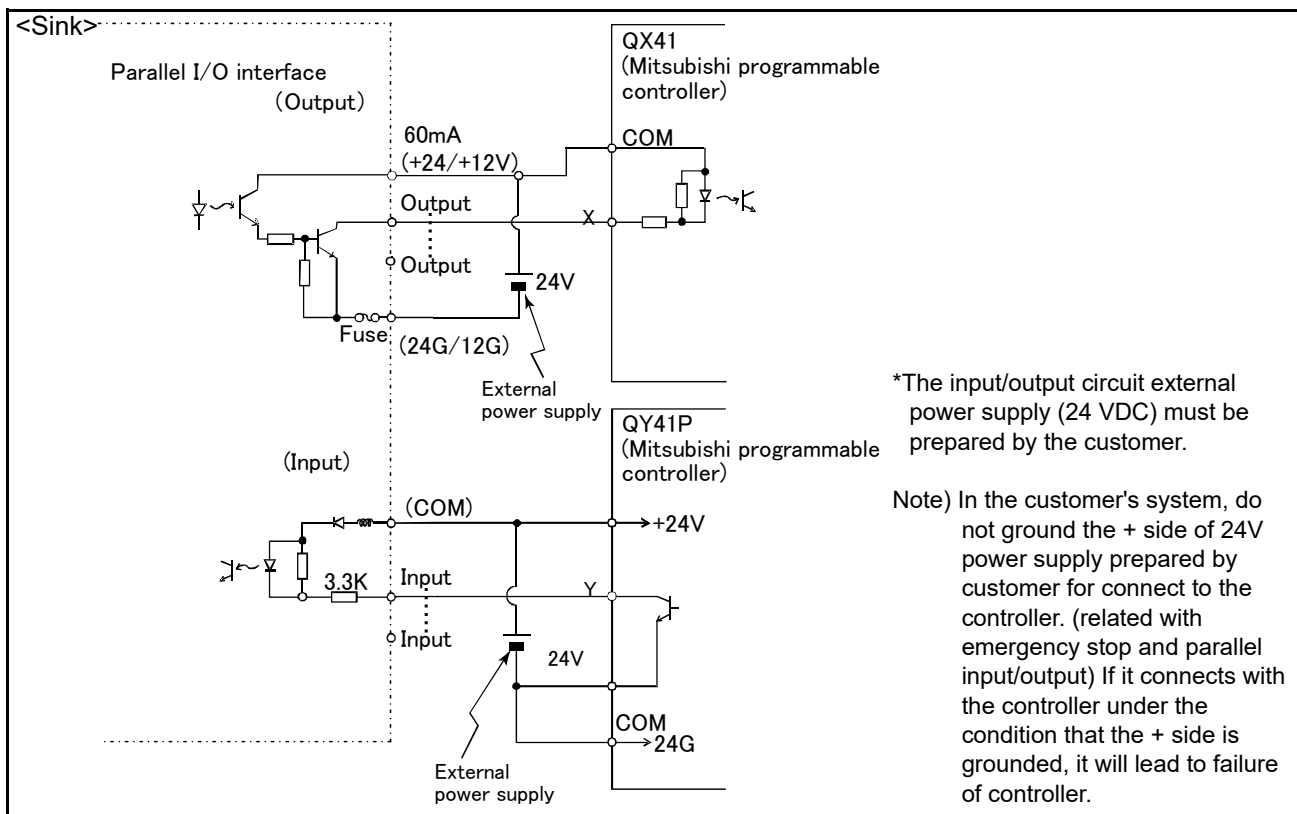 <Sink>
Parallel I/O interface
(Output)
60mA
(+24/+12V)
Output
Output
Fuse
(24G/12G)
24V
External
power supply
QX41
(Mitsubishi programmable
controller)
COM
X
(Input)
(COM)
3.3K
Input
Input
24V
External
power supply
QY41P
(Mitsubishi programmable
controller)
+24V
Y
COM
24G
*The input/output circuit external
power supply (24 VDC) must be
prepared by the customer.
Note) In the customer's system, do
not ground the + side of 24V
power supply prepared by
customer for connect to the
controller. (related with
emergency stop and parallel
input/output) If it connects with
the controller under the
condition that the + side is
grounded, it will lead to failure
of controller.